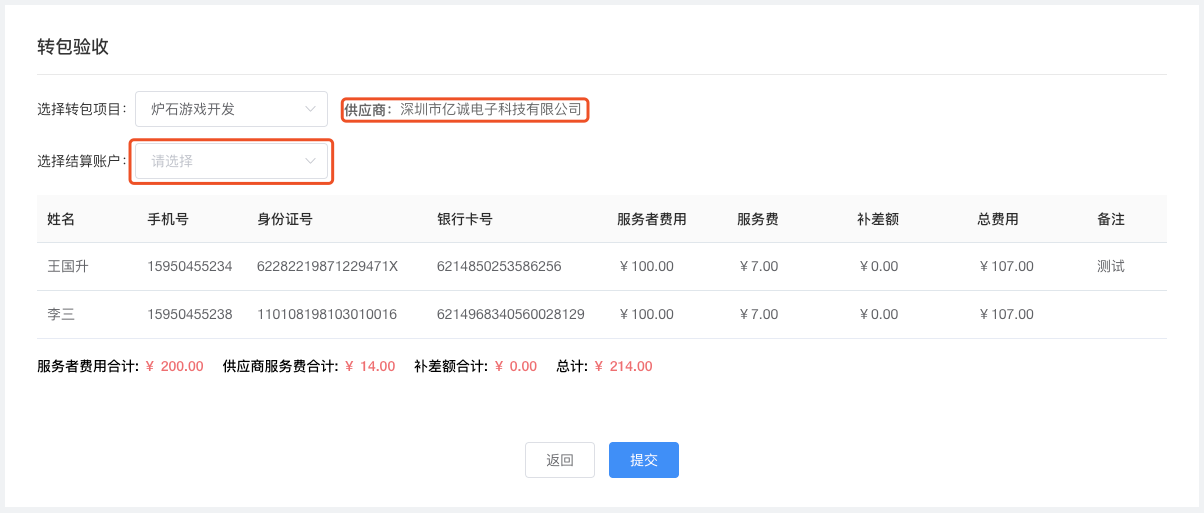 转包验收
选择转包项目： 炉石游戏开发 供应商：深圳市亿诚电子科技有限公司
选择结算账户： 请选择
姓名 手机号 身份证号 银行卡号 服务者费用 服务费 补差额 总费用 备注
王国升 15950455234 62282219871229471X 6214850253586256 ￥100.00 ￥7.00 ￥0.00 ￥107.00 测试
李三 15950455238 110108198103010016 6214968340560028129 ￥100.00 ￥7.00 ￥0.00 ￥107.00
服务者费用合计: ￥ 200.00 供应商服务费合计: ￥ 14.00 补差额合计: ￥ 0.00 总计: ￥ 214.00
返回 提交